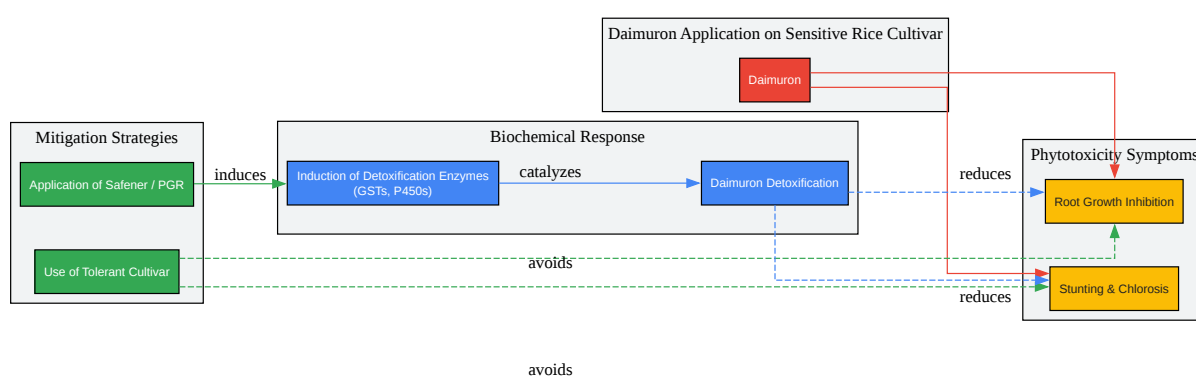 Daimuron Application on Sensitive Rice Cultivar
Daimuron
Mitigation Strategies
Application of Safener / PGR
Use of Tolerant Cultivar
induces
Biochemical Response
Induction of Detoxification Enzymes
(GSTs, P450s)
catalyzes
Daimuron Detoxification
reduces
Phytotoxicity Symptoms
Root Growth Inhibition
Stunting & Chlorosis
avoids
reduces
avoids